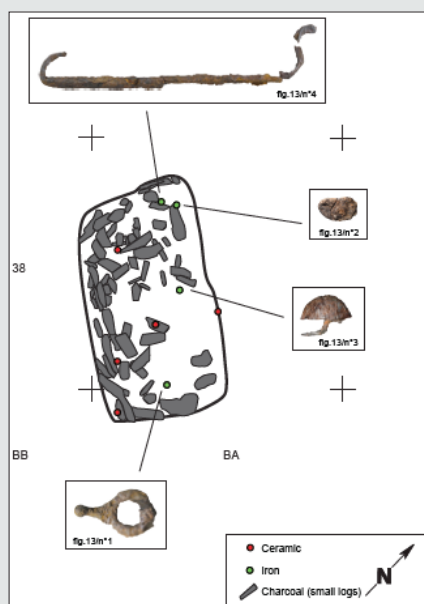 fig.13/n°4
fig.13/n°2
38
fig.13/n°3
BB
BA
fig.13/n°1
Ceramic
Iron
Charcoal (small logs)
N